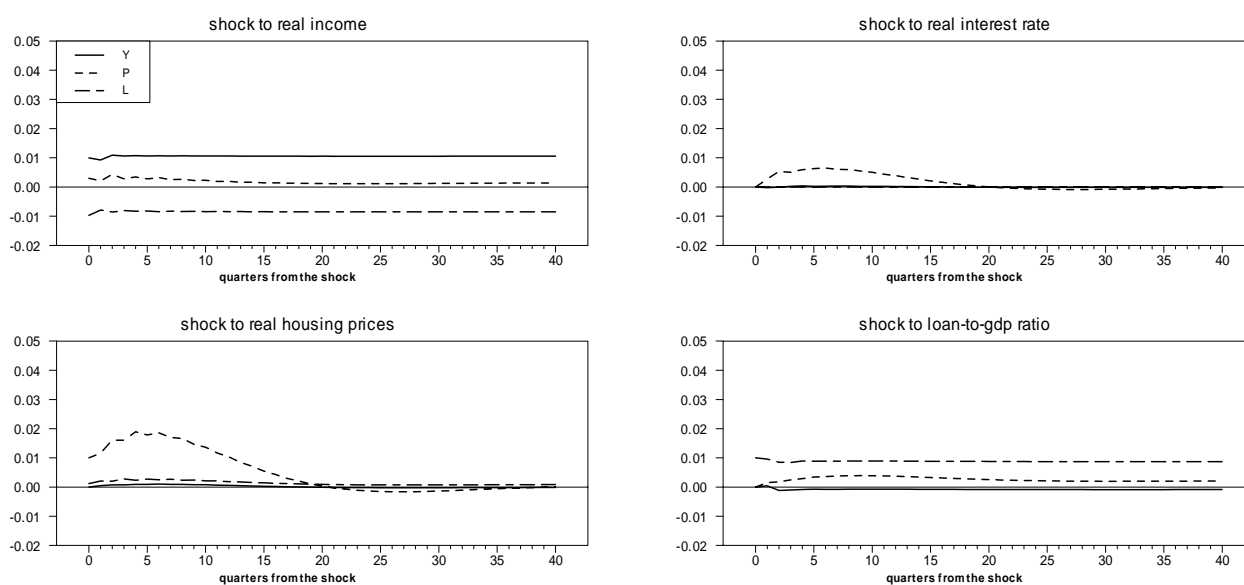 shock to real income
0.05
0.04
0.03
0.02
0.01
0.00
-0.01
-0.02
Y
P
L
0 5 10 15 20 25 30 35 40
quarters from the shock
shock to real interest rate
0.05
0.04
0.03
0.02
0.01
0.00
-0.01
-0.02
0 5 10 15 20 25 30 35 40
quarters from the shock
shock to real housing prices
0.05
0.04
0.03
0.02
0.01
0.00
-0.01
-0.02
0 5 10 15 20 25 30 35 40
quarters from the shock
shock to loan-to-gdp ratio
0.05
0.04
0.03
0.02
0.01
0.00
-0.01
-0.02
0 5 10 15 20 25 30 35 40
quarters from the shock